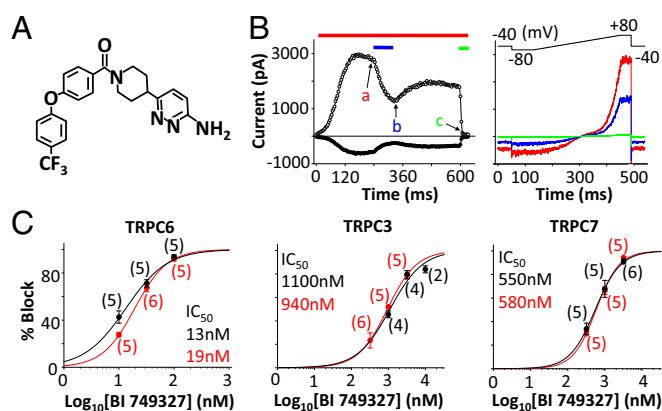 A
O
N
O
N
N
NH2
CF3
B
Current (pA)
3000
1000
-1000
0 120 360 600
Time (ms)
a
b
c
-40 (mV)
-80
+80
-40
0 100 300 500
Time (ms)
C
TRPC6
% Block
80
40
0
(5)
(5)
(5)
(5)
(6)
(5)
IC50
13nM
19nM
0 1 2 3
Log10[BI 749327] (nM)
TRPC3
IC50
1100nM
940nM
(5)
(5)
(2)
(4)
(4)
(6)
0 1 2 3 4
Log10[BI 749327] (nM)
TRPC7
IC50
550nM
580nM
(5)
(5)
(6)
(5)
(5)
(5)
0 1 2 3 4
Log10[BI 749327] (nM)